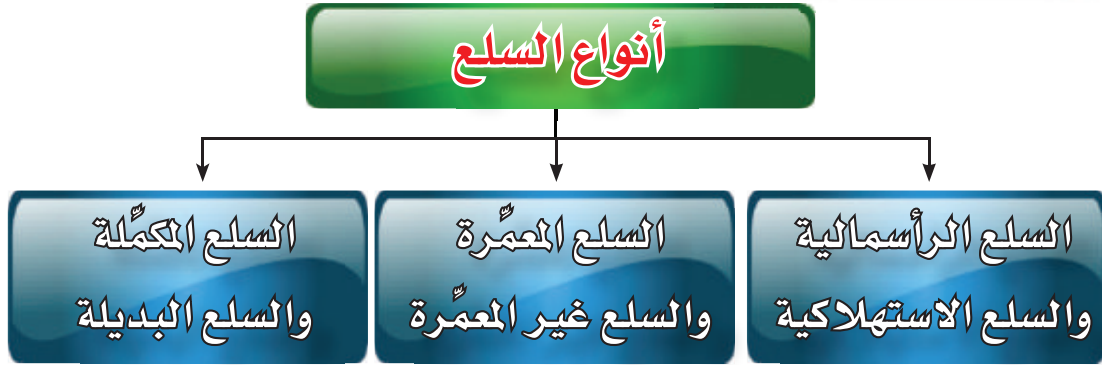 أنواع السلع
السلع الرأسمالية
والسلع الاستهلاكية
السلع المعمَّرة
والسلع غير المعمَّرة
السلع المكمَّلة
والسلع البديلة